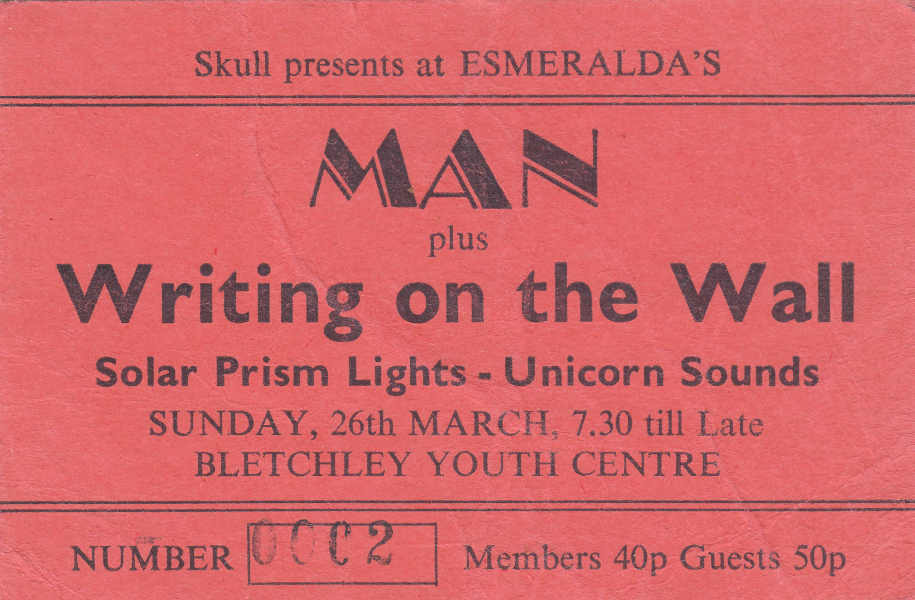 Skull presents at ESMERALDA'S
MAN
plus
Writing on the Wall
Solar Prism Lights - Unicorn Sounds
SUNDAY, 26th MARCH, 7.30 till Late
BLETCHLEY YOUTH CENTRE
NUMBER 0002 Members 40p Guests 50p